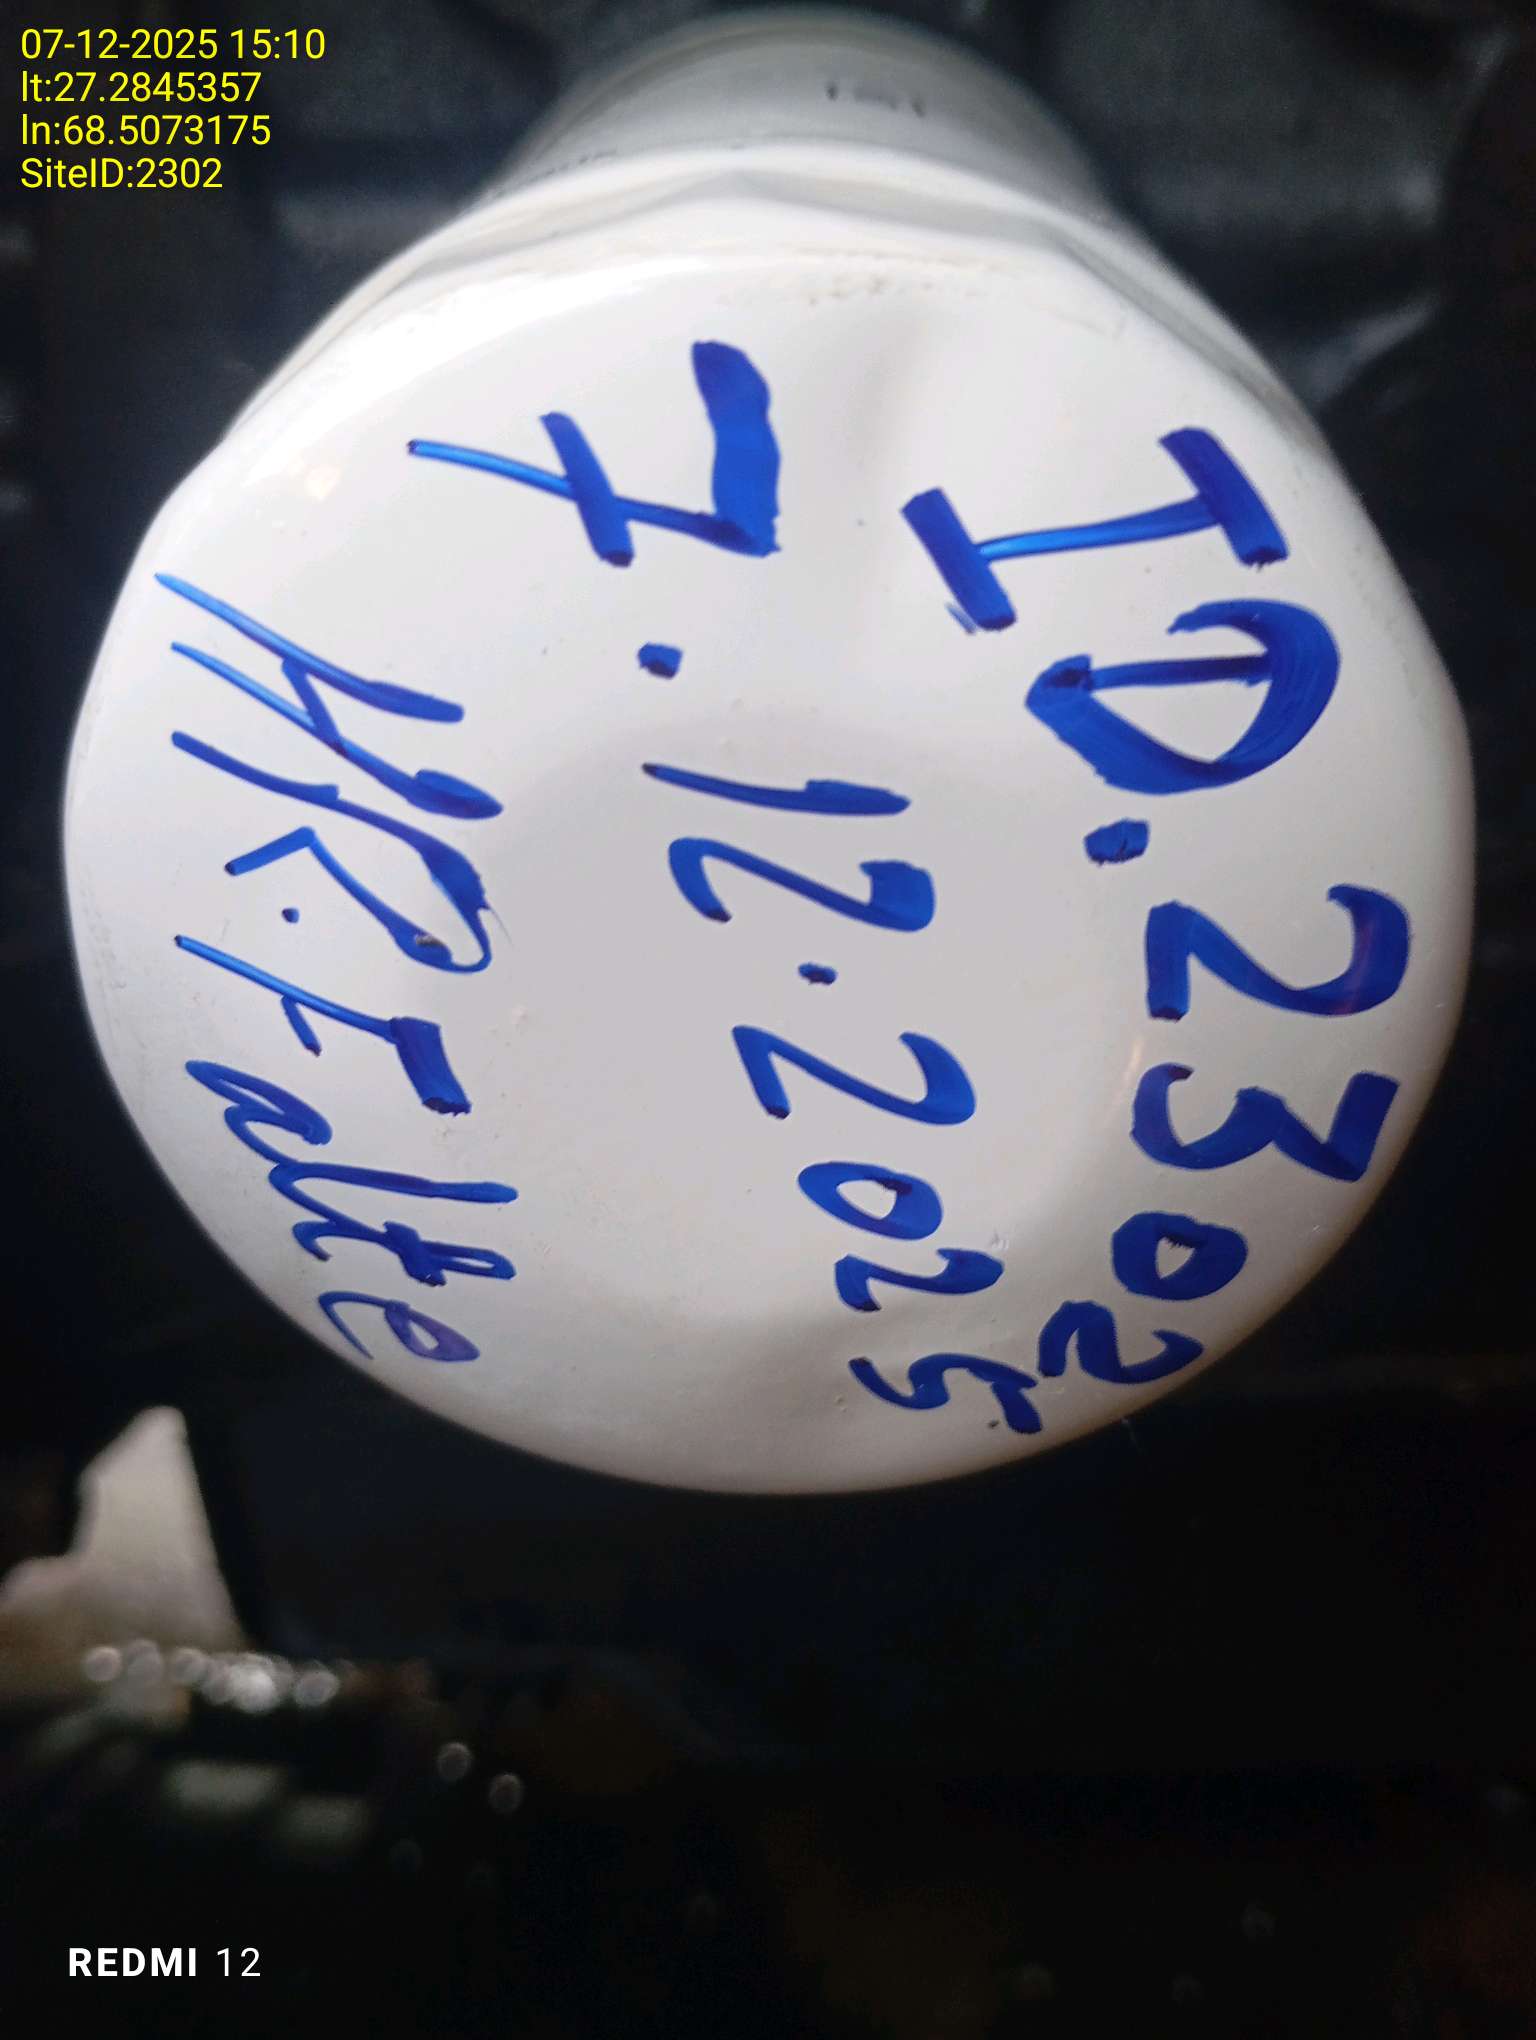 07-12-2025 15:10
lt:27.2845357
ln:68.5073175
SiteID:2302
ID.2302
7.12.2025
HR.Falte
REDMI 12